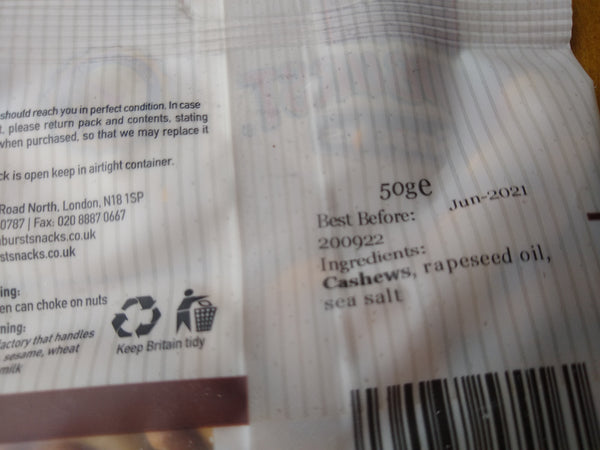 should reach you in perfect condition. In case
, please return pack and contents, stating
when purchased, so that we may replace it
is open keep in airtight container.
Road North, London, N18 1SP
0787 | Fax: 020 8887 0667
burstsnacks.co.uk
stsnacks.co.uk
ing:
en can choke on nuts
ning:
actory that handles
, sesame, wheat
milk
Keep Britain tidy
50ge
Best Before: Jun-2021
200922
Ingredients:
Cashews, rapeseed oil,
sea salt